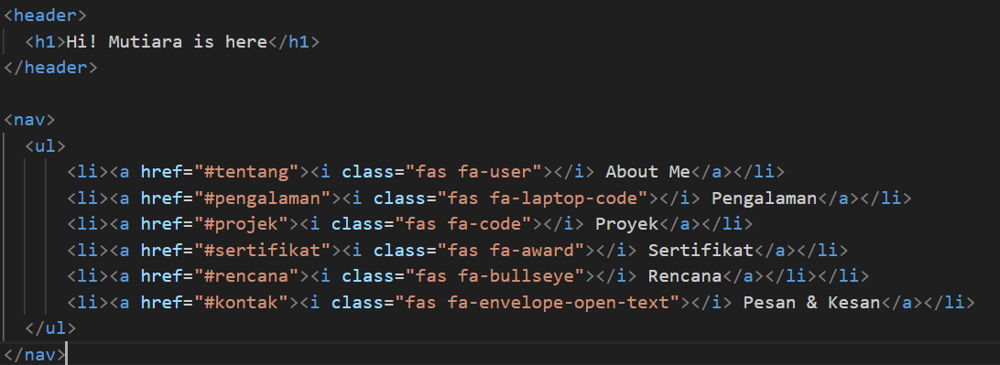 <header>
<h1>Hi! Mutiara is here</h1>
</header>
<nav>
<ul>
<li><a href="#tentang"><i class="fas fa-user"></i> About Me</a></li>
<li><a href="#pengalaman"><i class="fas fa-laptop-code"></i> Pengalaman</a></li>
<li><a href="#projek"><i class="fas fa-code"></i> Proyek</a></li>
<li><a href="#sertifikat"><i class="fas fa-award"></i> Sertifikat</a></li>
<li><a href="#rencana"><i class="fas fa-bullseye"></i> Rencana</a></li></li>
<li><a href="#kontak"><i class="fas fa-envelope-open-text"></i> Pesan & Kesan</a></li>
</ul>
</nav>